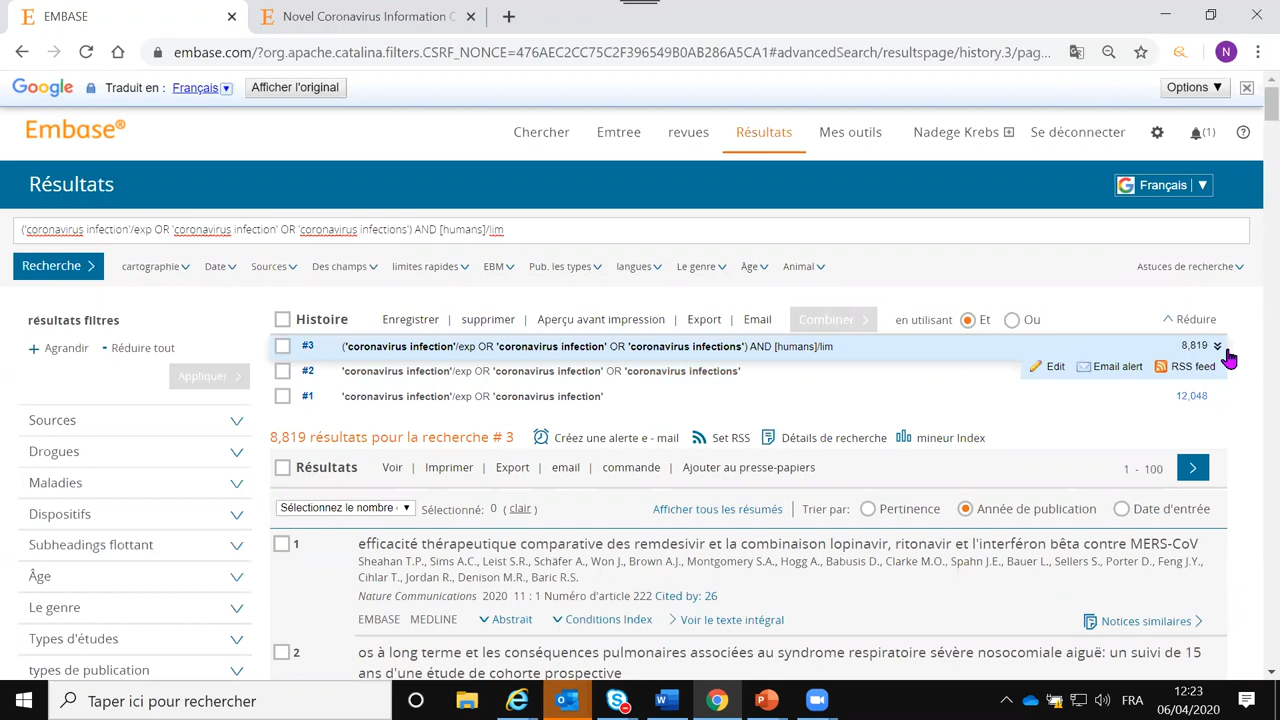 EMBASE
Novel Coronavirus Information C
embase.com/?org.apache.catalina.filters.CSRF_NONCE=476AEC2CC75C2F396549B0AB286A5CA1#advancedSearch/resultspage/history.3/pag...
N
Google Traduit en : Français Afficher l'original Options ▼
Embase® Chercher Emtree revues Résultats Mes outils Nadege Krebs Se déconnecter (1)
Résultats Français ▼
('coronavirus infection'/exp OR 'coronavirus infection' OR 'coronavirus infections') AND [humans]/lim
Recherche cartographie Date Sources Des champs limites rapides EBM Pub. les types langues Le genre Âge Animal Astuces de recherche
résultats filtres
+ Agrandir - Réduire tout
Appliquer
Sources
Drogues
Maladies
Dispositifs
Subheadings flottant
Âge
Le genre
Types d'études
types de publication
Histoire Enregistrer | supprimer | Aperçu avant impression | Export | Email Combiner en utilisant Et Ou Réduire
#3 ('coronavirus infection'/exp OR 'coronavirus infection' OR 'coronavirus infections') AND [humans]/lim 8,819
Edit Email alert RSS feed
#2 'coronavirus infection'/exp OR 'coronavirus infection' OR 'coronavirus infections'
#1 'coronavirus infection'/exp OR 'coronavirus infection' 12,048
8,819 résultats pour la recherche # 3 Créez une alerte e - mail Set RSS Détails de recherche mineur Index
Résultats Voir | Imprimer | Export | email | commande | Ajouter au presse-papiers 1 - 100
Sélectionnez le nombre Sélectionné: 0 ( clair ) Afficher tous les résumés Trier par: Pertinence Année de publication Date d'entrée
1 efficacité thérapeutique comparative des remdesivir et la combinaison lopinavir, ritonavir et l'interféron bêta contre MERS-CoV
Sheahan T.P., Sims A.C., Leist S.R., Schäfer A., Won J., Brown A.J., Montgomery S.A., Hogg A., Babusis D., Clarke M.O., Spahn J.E., Bauer L., Sellers S., Porter D., Feng J.Y.,
Cihlar T., Jordan R., Denison M.R., Baric R.S.
Nature Communications 2020 11 : 1 Numéro d'article 222 Cited by: 26
EMBASE MEDLINE Abstrait Conditions Index Voir le texte intégral Notices similaires
2 os à long terme et les conséquences pulmonaires associées au syndrome respiratoire sévère nosocomiale aiguë: un suivi de 15
ans d'une étude de cohorte prospective
Taper ici pour rechercher
FRA
12:23
06/04/2020